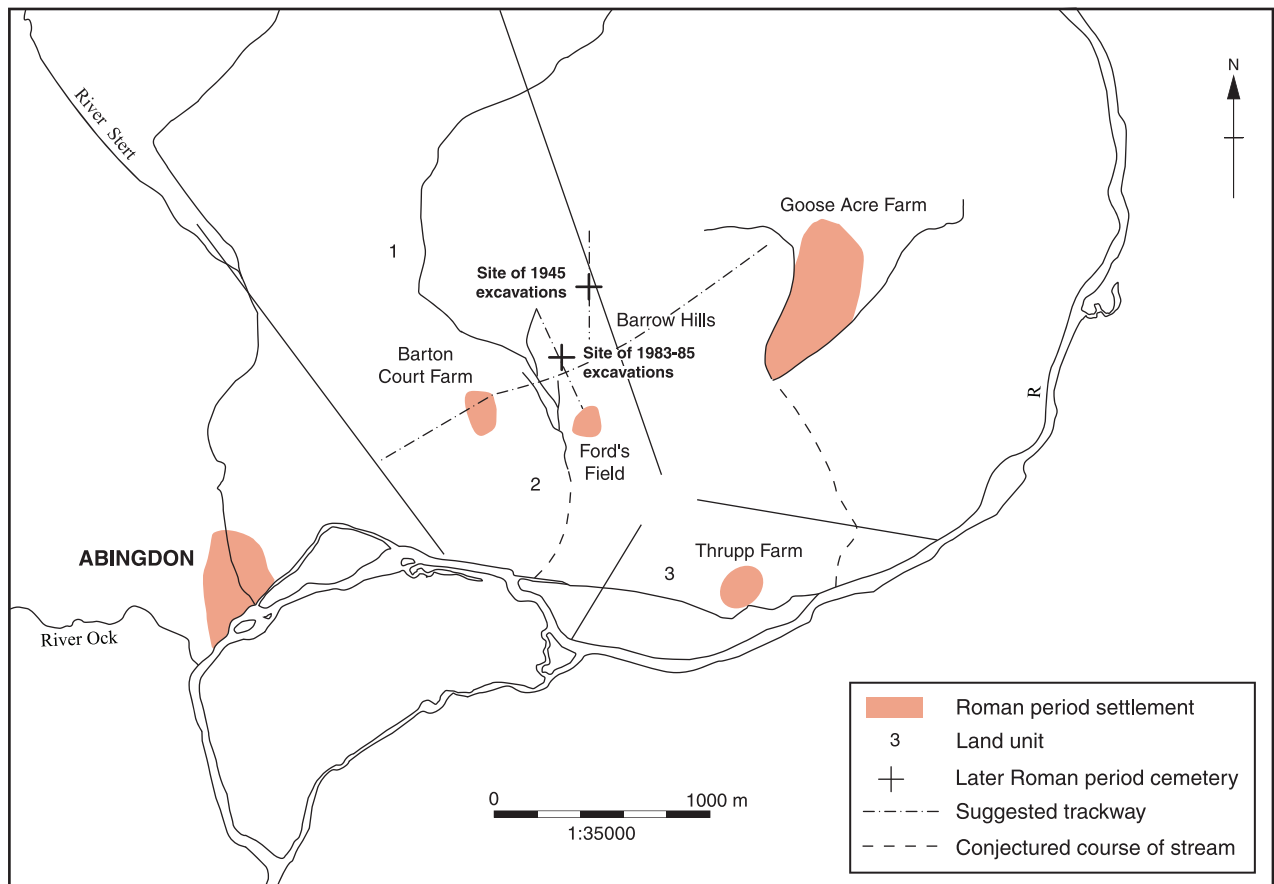 N
River Stert
Goose Acre Farm
1
Site of 1945
excavations
Barrow Hills
Barton
Court Farm
Site of 1983-85
excavations
R
Ford's
Field
2
ABINGDON
Thrupp Farm
3
River Ock
Roman period settlement
3 Land unit
Later Roman period cemetery
Suggested trackway
Conjectured course of stream
0 1000 m
1:35000